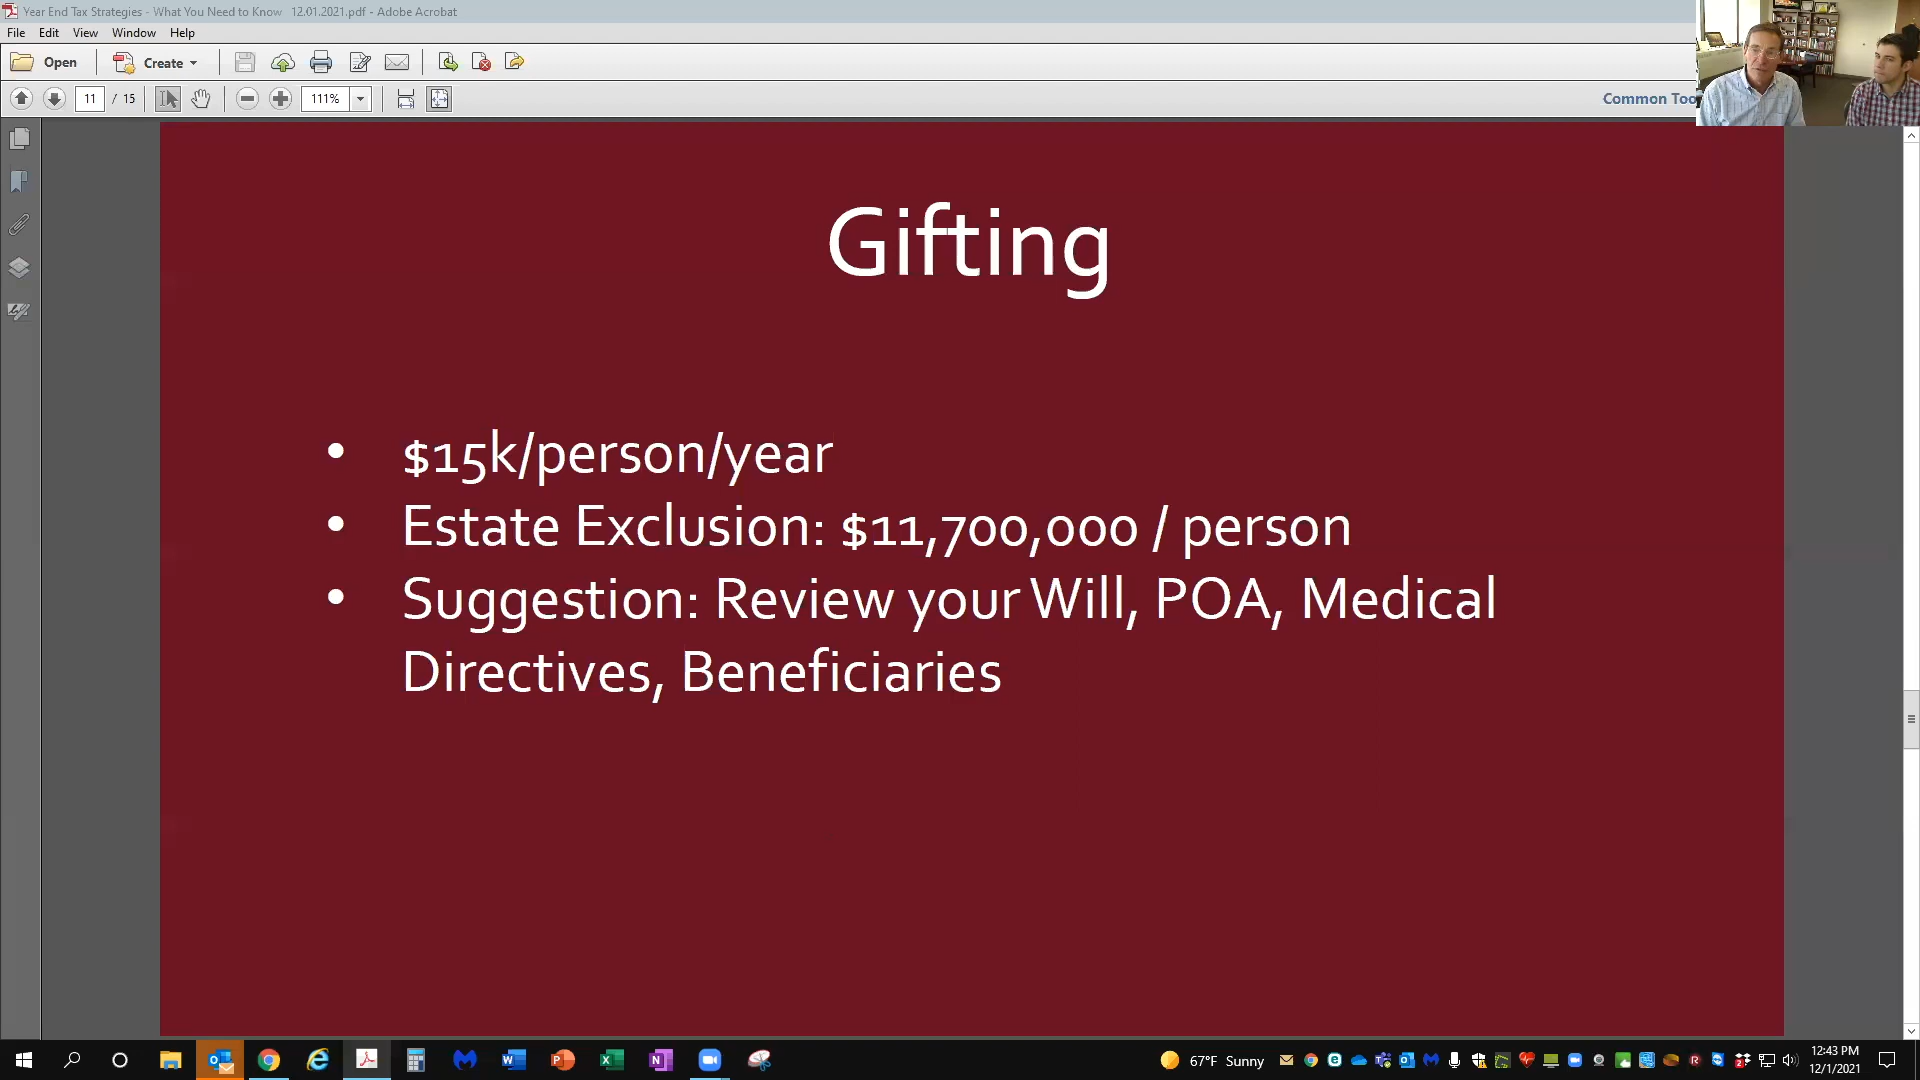 Year End Tax Strategies - What You Need to Know 12.01.2021.pdf - Adobe Acrobat
File Edit View Window Help
Open Create
11 / 15 111% Common Too
Gifting
• $15k/person/year
• Estate Exclusion: $11,700,000 / person
• Suggestion: Review your Will, POA, Medical
Directives, Beneficiaries
67°F Sunny
12:43 PM
12/1/2021